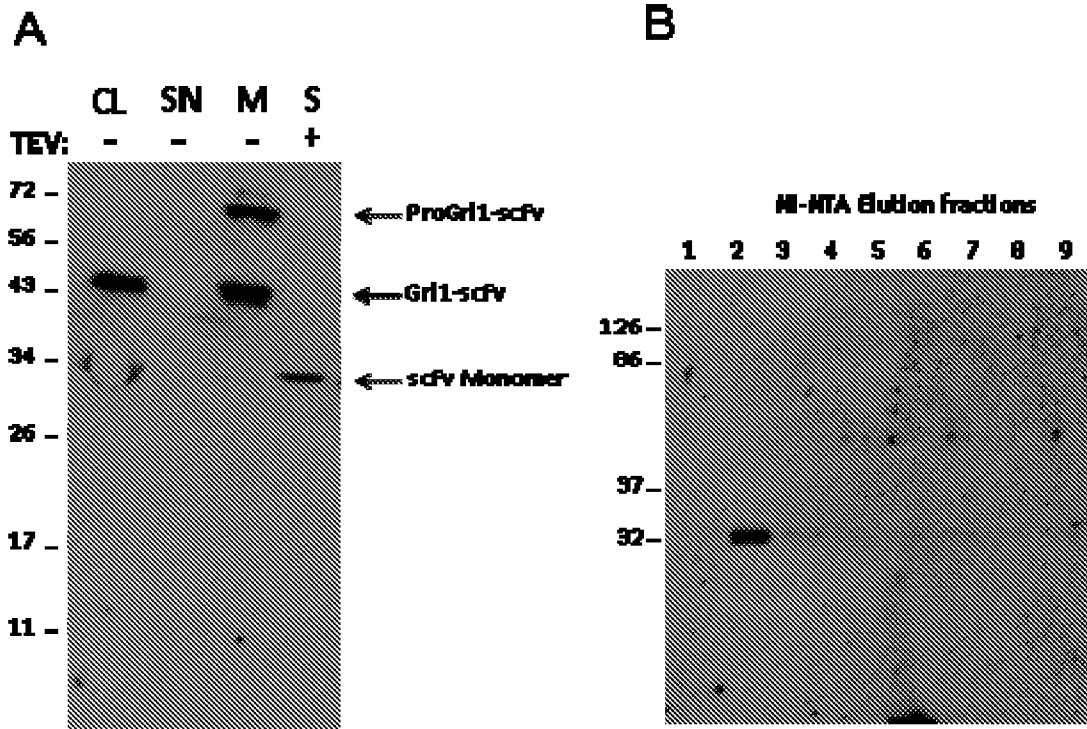 A
CL SN M S
TEV: - - - +
72
56
43
34
26
17
11
ProGrl1-scfv
Grl1-scfv
scfv Monomer
B
Ni-NTA Elution fractions
1 2 3 4 5 6 7 8 9
126
86
37
32